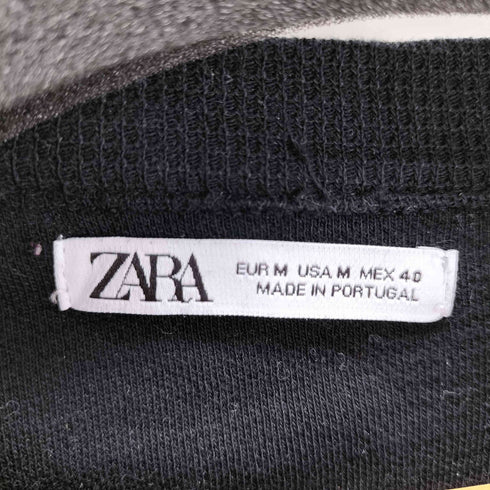 ZARA
EUR M USA M MEX 40
MADE IN PORTUGAL